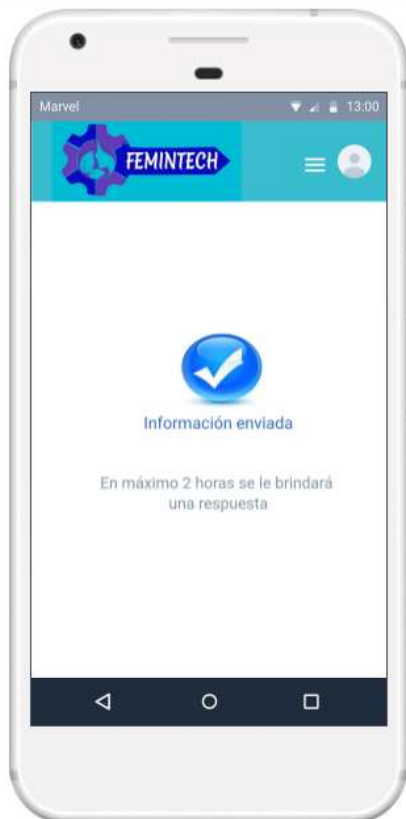 Marvel
13:00
FEMINTECH
Información enviada
En máximo 2 horas se le brindará
una respuesta